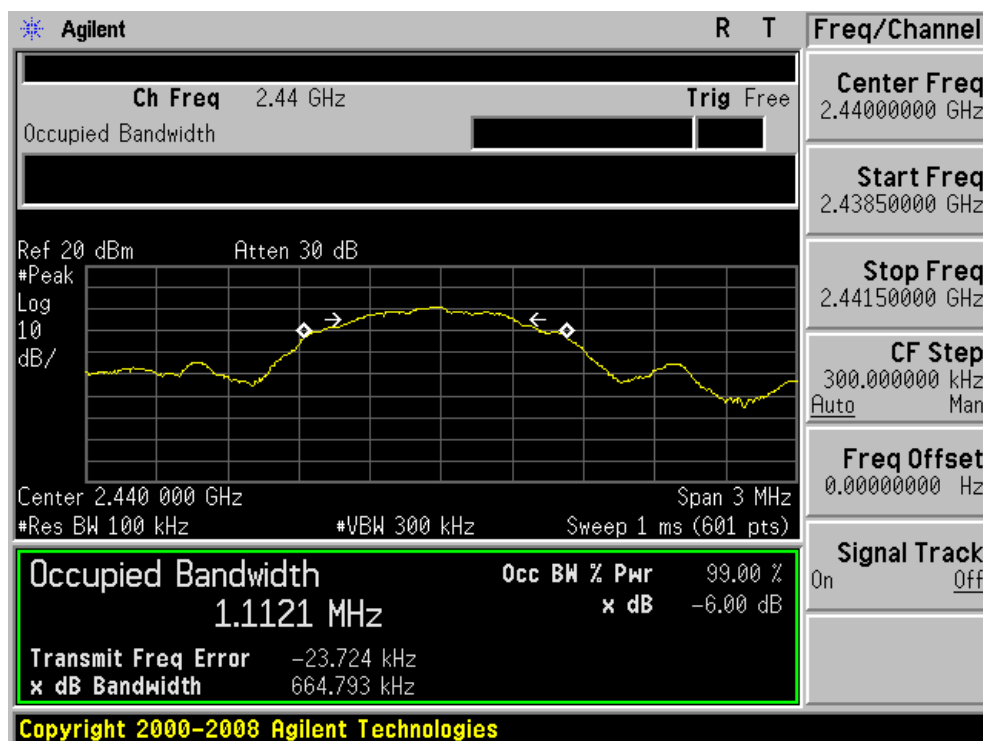 Agilent R T
Freq/Channel
Ch Freq 2.44 GHz Trig Free
Occupied Bandwidth
Center Freq
2.44000000 GHz
Start Freq
2.43850000 GHz
Stop Freq
2.44150000 GHz
CF Step
300.000000 kHz
Auto Man
Freq Offset
0.00000000 Hz
Signal Track
On Off
Ref 20 dBm Atten 30 dB
#Peak
Log
10
dB/
Center 2.440 000 GHz Span 3 MHz
#Res BW 100 kHz #VBW 300 kHz Sweep 1 ms (601 pts)
Occupied Bandwidth Occ BW % Pwr 99.00 %
1.1121 MHz x dB -6.00 dB
Transmit Freq Error -23.724 kHz
x dB Bandwidth 664.793 kHz
Copyright 2000-2008 Agilent Technologies